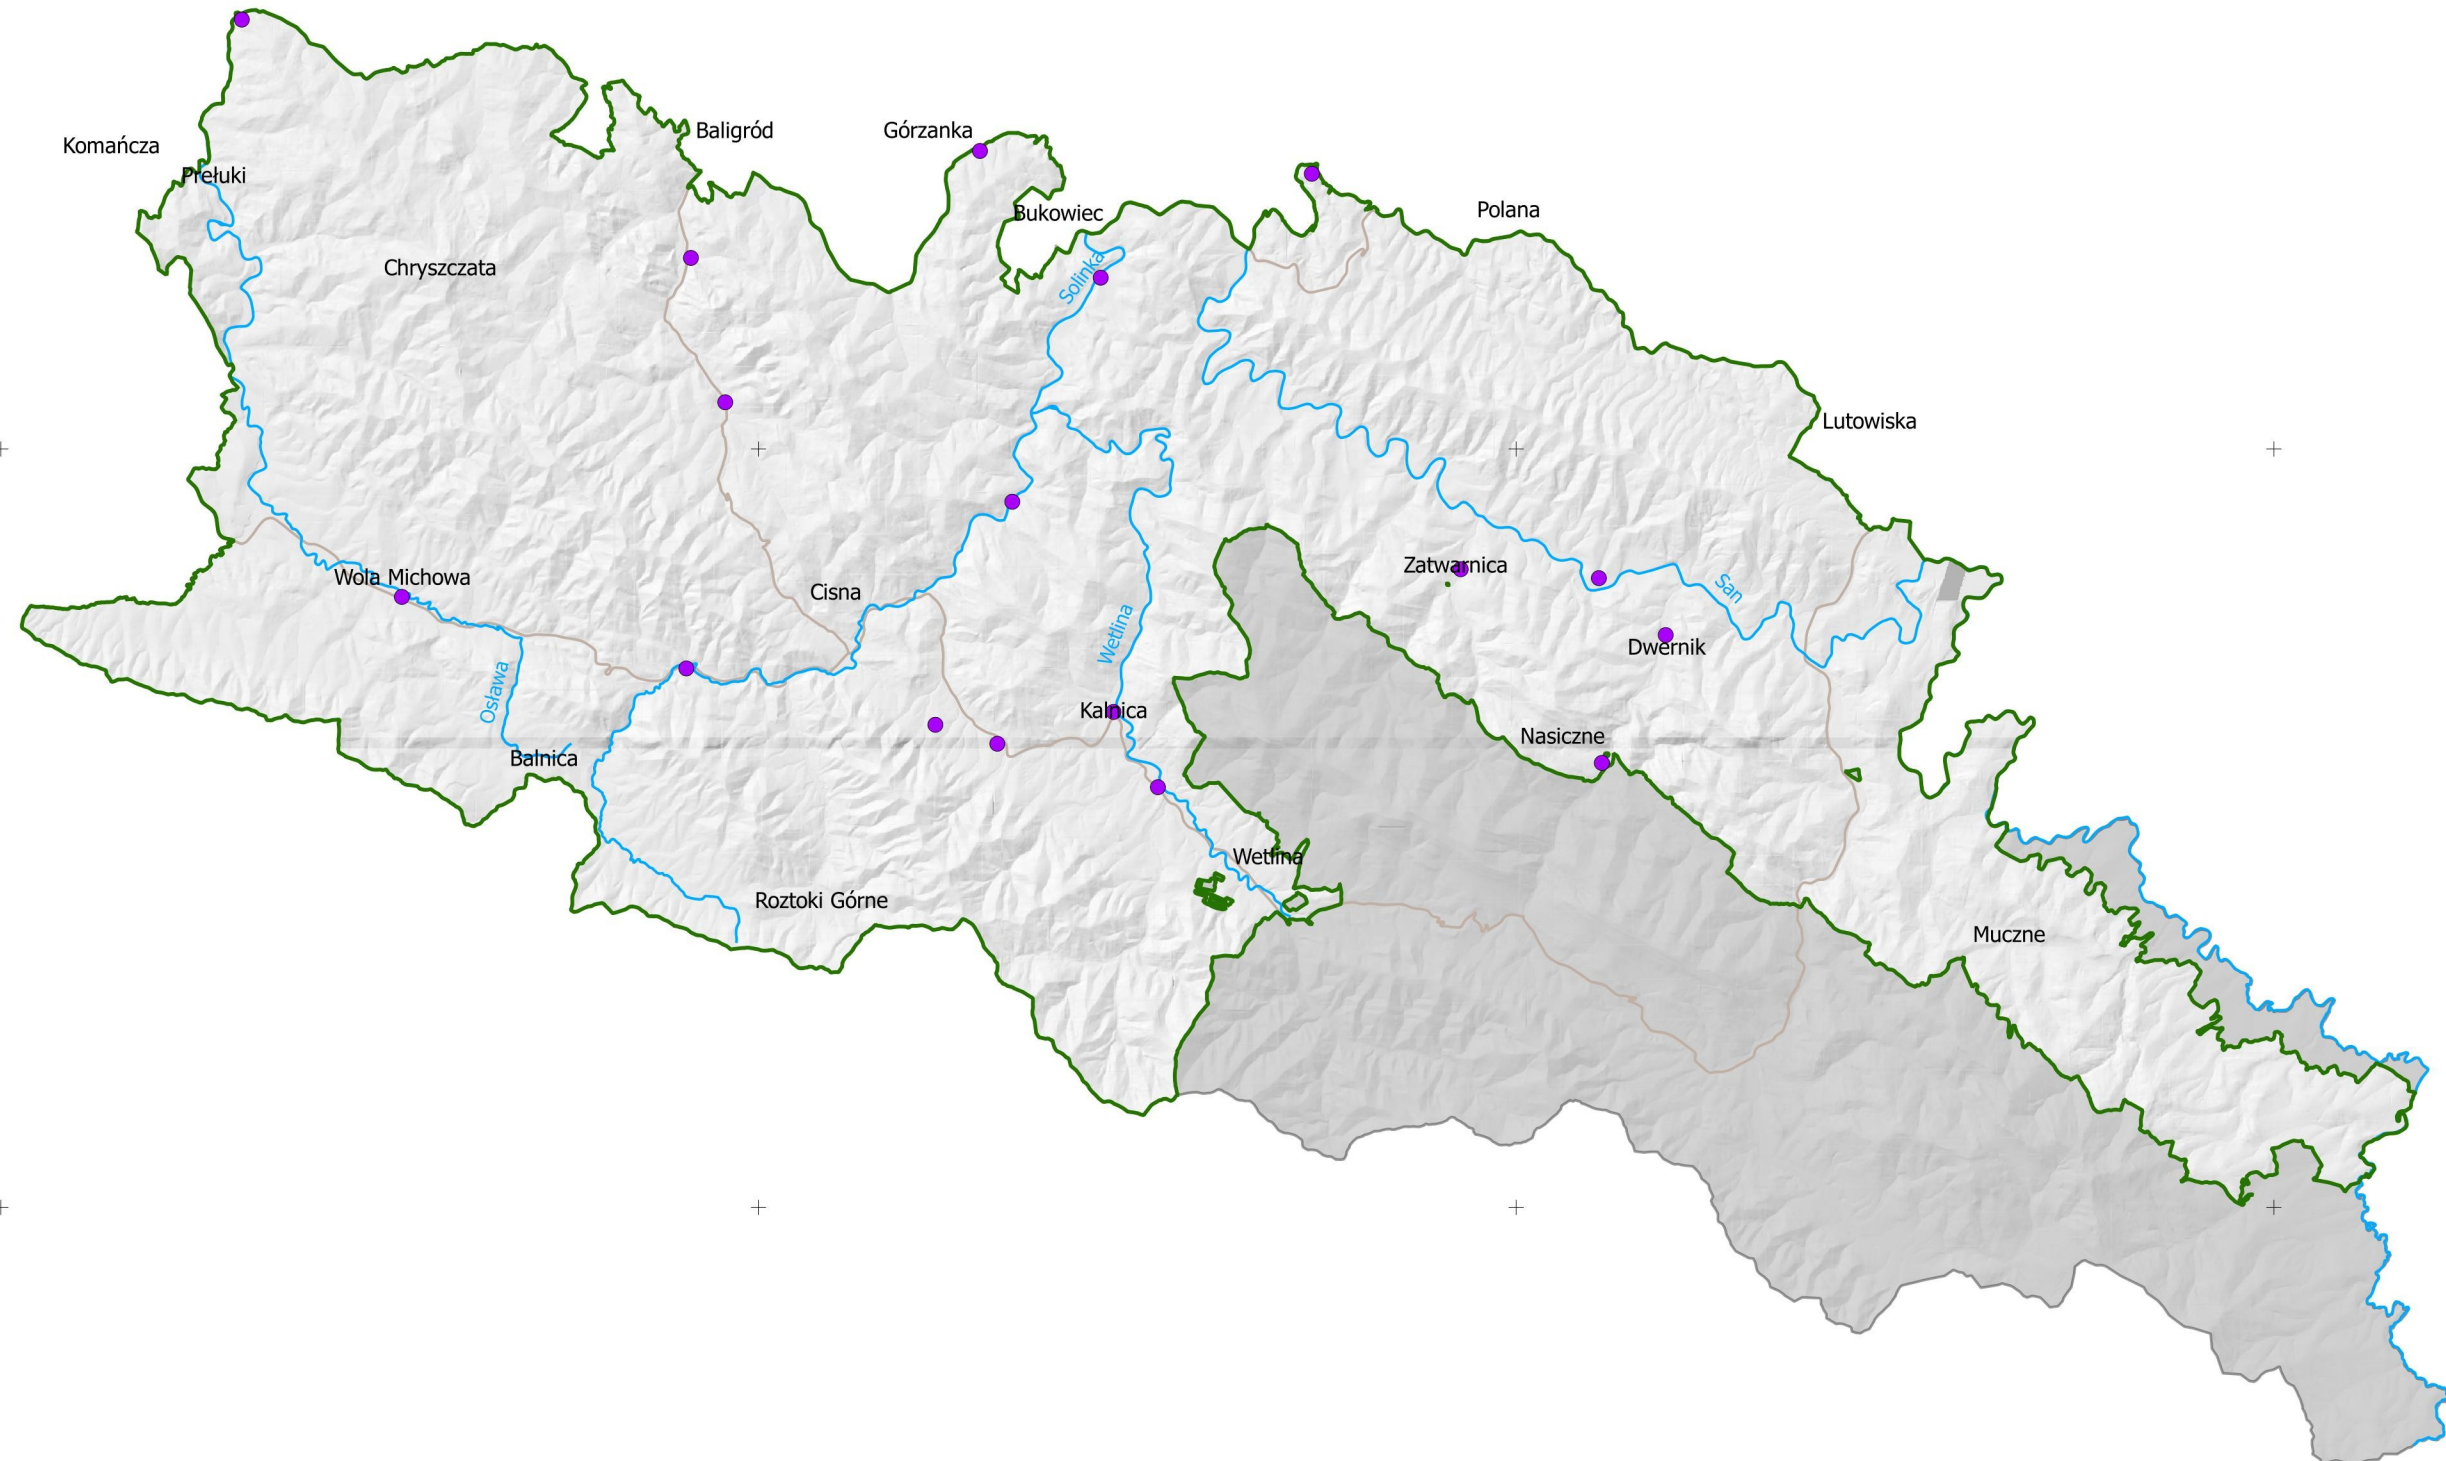 Baligród
Górzanka
Komańcza
Prełuki
Polana
Bukowiec
Chryszczata
Solinka
Lutowiska
Zatwarnica
Wola Michowa
San
Cisna
Wetlina
Dwernik
Osława
Kalnica
Nasiczne
Balnica
Wetlina
Roztoki Górne
Muczne